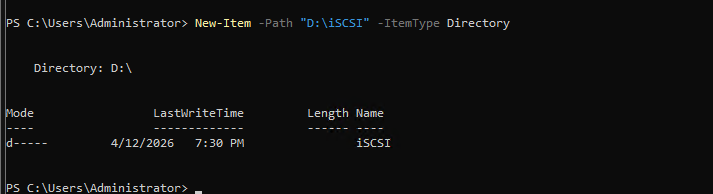 PS C:\Users\Administrator> New-Item -Path "D:\iSCSI" -ItemType Directory
    Directory: D:\
Mode                 LastWriteTime         Length Name
----                 -------------         ------ ----
d-----         4/12/2026   7:30 PM                iSCSI
PS C:\Users\Administrator> _